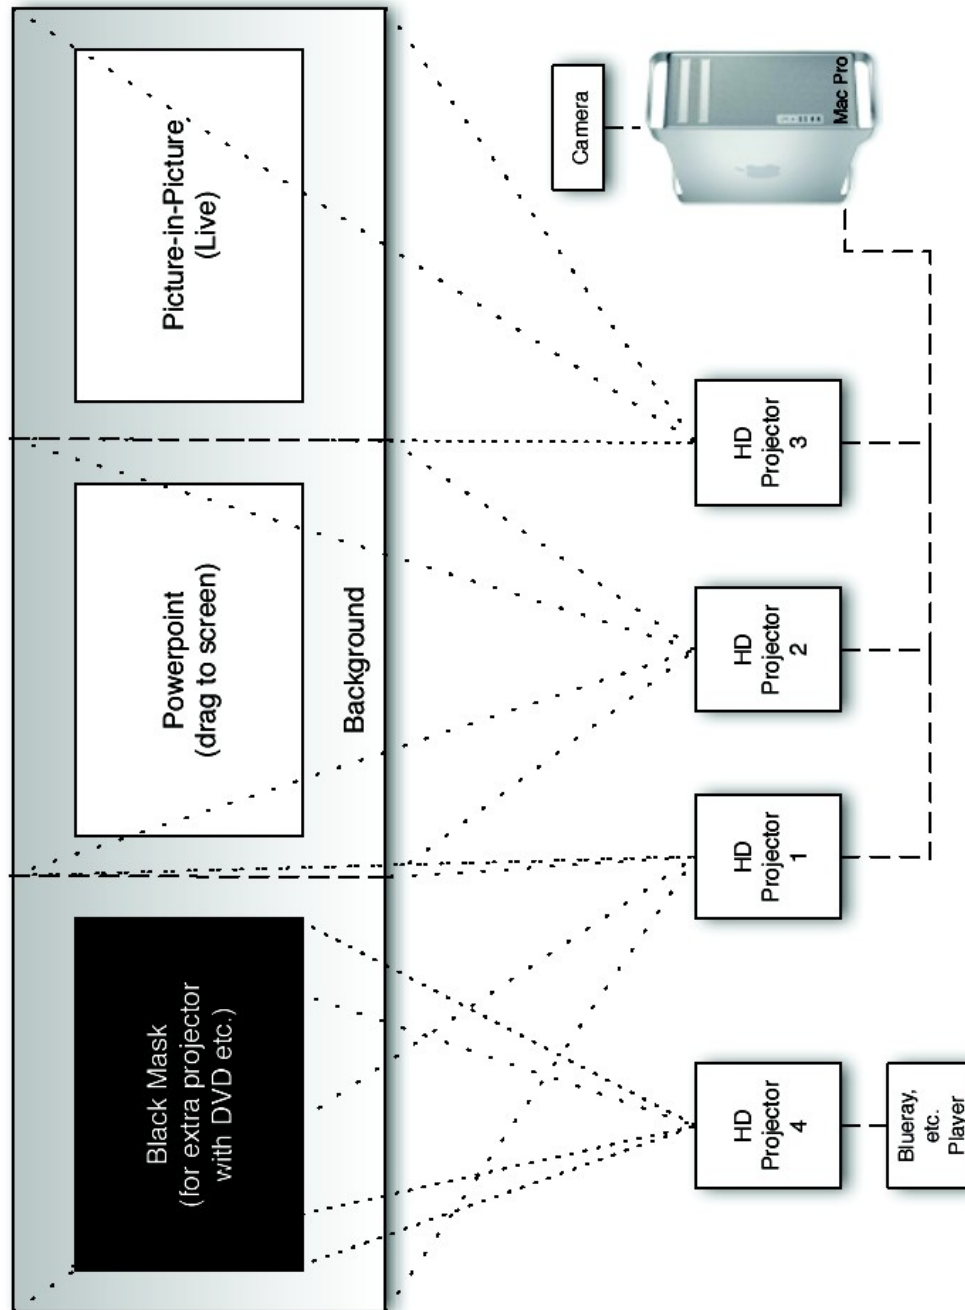 Black Mask
(for extra projector
with DVD etc.)
Powerpoint
(drag to screen)
Picture-in-Picture
(Live)
Background
HD
Projector
4
HD
Projector
1
HD
Projector
2
HD
Projector
3
Camera
Mac Pro
Blueray,
etc.
Player